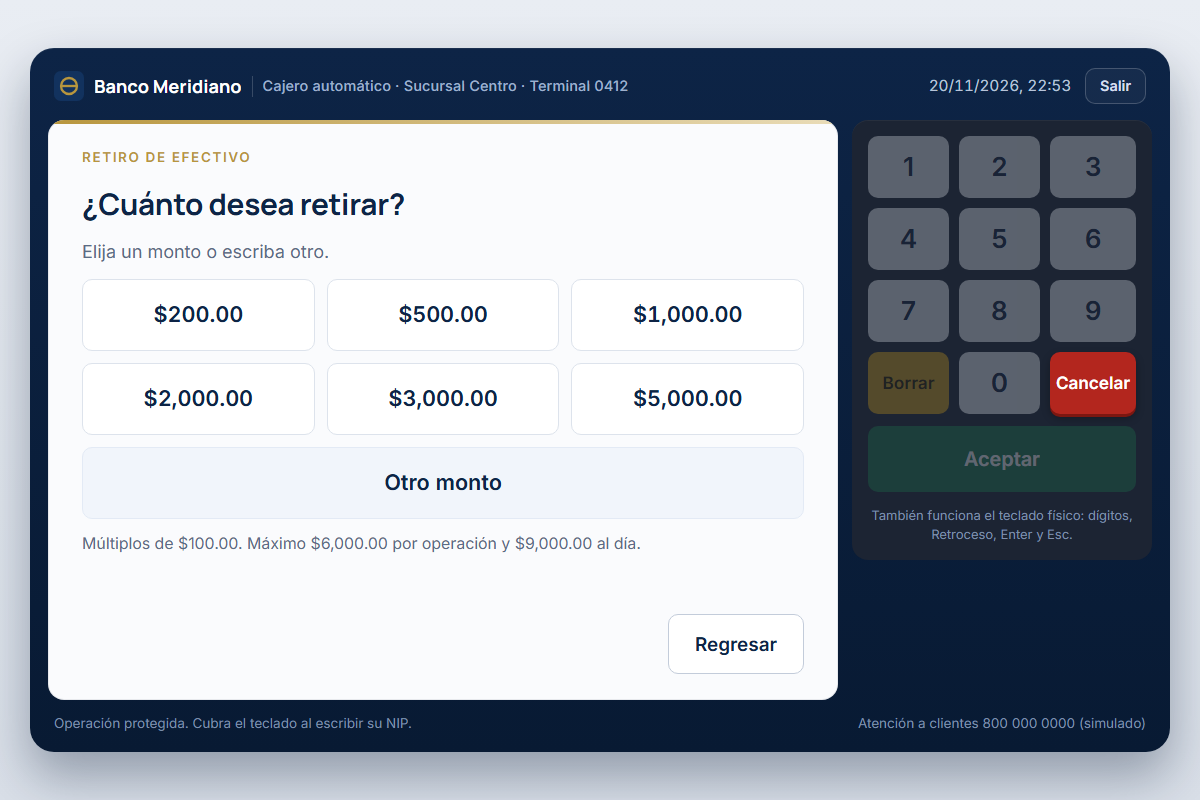 Banco Meridiano
Cajero automático · Sucursal Centro · Terminal 0412
20/11/2026, 22:53
Salir
RETIRO DE EFECTIVO
¿Cuánto desea retirar?
Elija un monto o escriba otro.
$200.00
$500.00
$1,000.00
$2,000.00
$3,000.00
$5,000.00
Otro monto
Múltiplos de $100.00. Máximo $6,000.00 por operación y $9,000.00 al día.
Regresar
1 2 3
4 5 6
7 8 9
Borrar 0 Cancelar
Aceptar
También funciona el teclado físico: dígitos,
Retroceso, Enter y Esc.
Operación protegida. Cubra el teclado al escribir su NIP.
Atención a clientes 800 000 0000 (simulado)